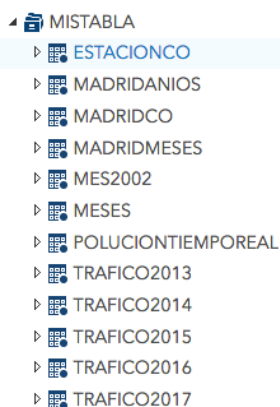 MISTABLA
ESTACIONCO
MADRIDANIOS
MADRIDCO
MADRIDMESES
MES2002
MESES
POLUCIONTIEMPOREAL
TRAFICO2013
TRAFICO2014
TRAFICO2015
TRAFICO2016
TRAFICO2017